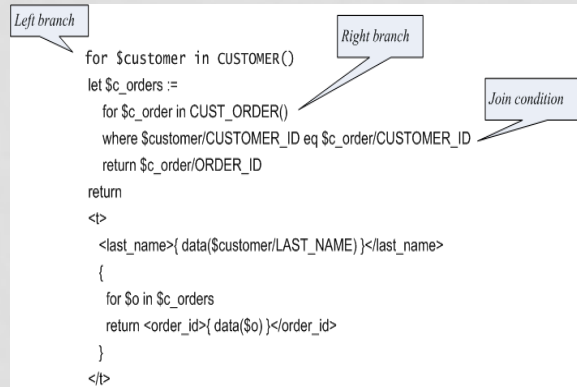 Left branch
Right branch
for $customer in CUSTOMER()
let $c_orders :=
for $c_order in CUST_ORDER()
Join condition
where $customer/CUSTOMER_ID eq $c_order/CUSTOMER_ID
return $c_order/ORDER_ID
return
<t>
<last_name>{ data($customer/LAST_NAME) }</last_name>
{
for $o in $c_orders
return <order_id>{ data($o) }</order_id>
}
</t>